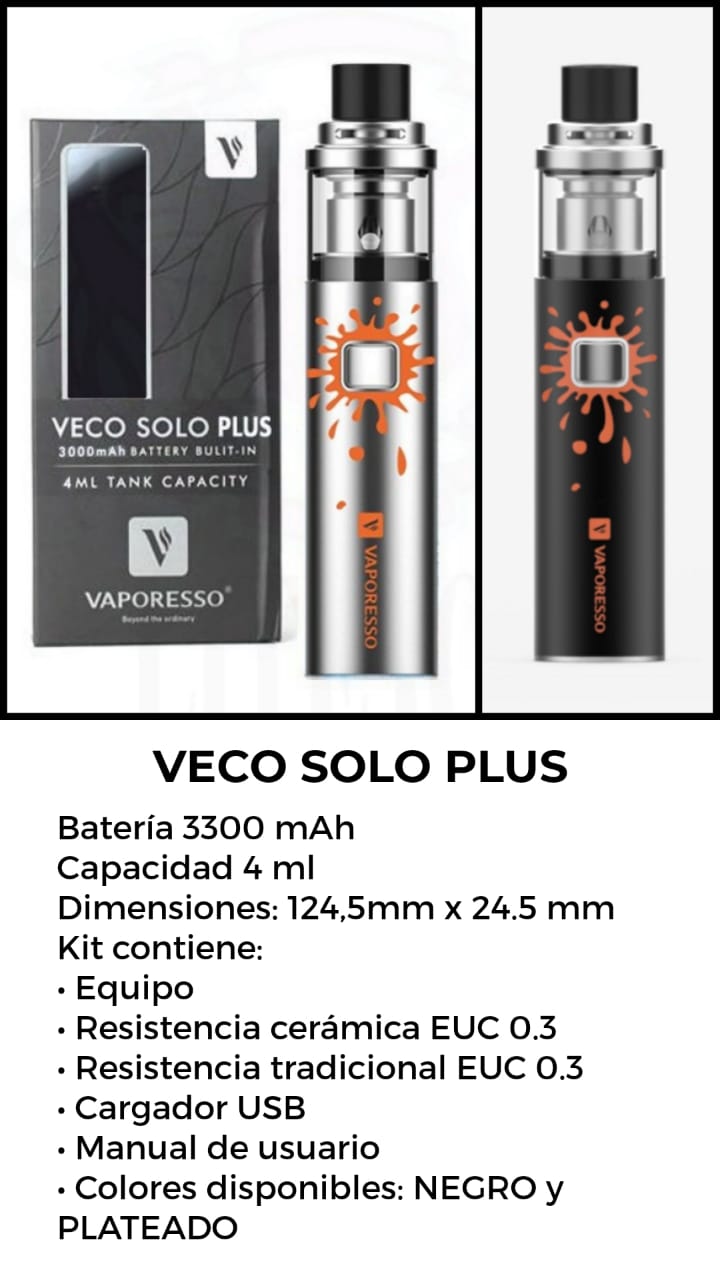 VECO SOLO PLUS
3000mAh BATTERY BULIT-IN
4ML TANK CAPACITY
VAPORESSO®
Beyond the ordinary
VAPORESSO
VAPORESSO
VECO SOLO PLUS
Batería 3300 mAh
Capacidad 4 ml
Dimensiones: 124,5mm x 24.5 mm
Kit contiene:
• Equipo
• Resistencia cerámica EUC 0.3
• Resistencia tradicional EUC 0.3
• Cargador USB
• Manual de usuario
• Colores disponibles: NEGRO y
PLATEADO